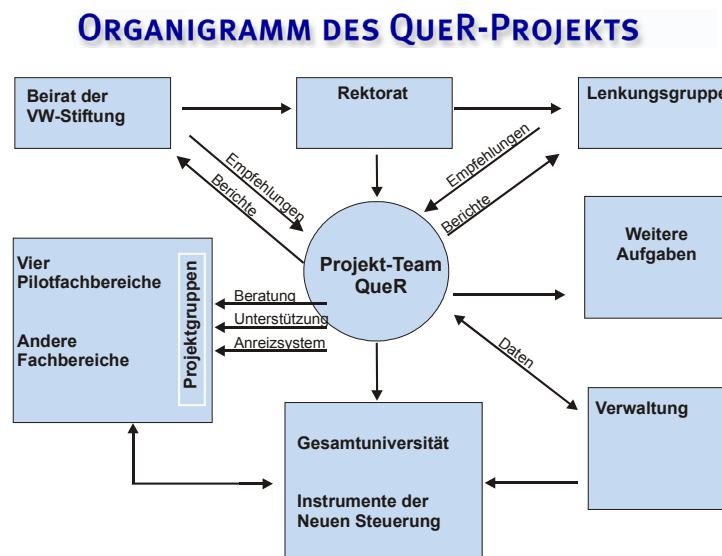 ORGANIGRAMM DES QUER-PROJEKTS
Beirat der
VW-Stiftung
Rektorat
Lenkungsgruppe
Empfehlungen
Berichte
Empfehlungen
Berichte
Weitere
Aufgaben
Vier
Pilotfachbereiche
Andere
Fachbereiche
Projektgruppen
Beratung
Unterstützung
Anreizsystem
Projekt-Team
QueR
Daten
Verwaltung
Gesamtuniversität
Instrumente der
Neuen Steuerung